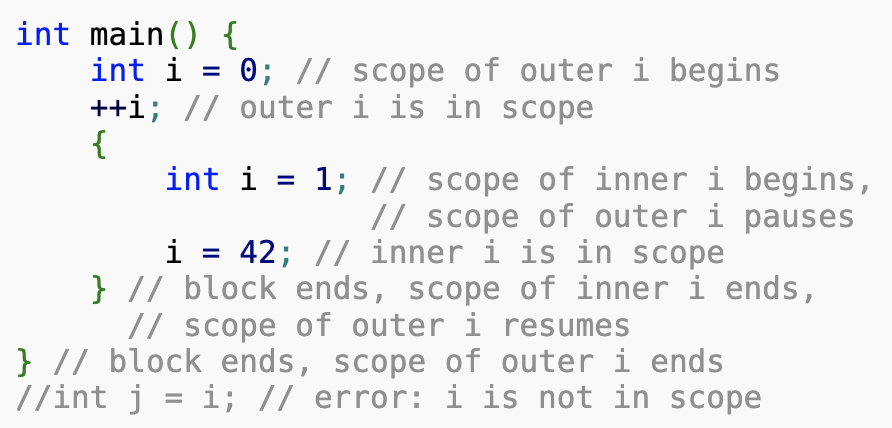 int main() {
    int i = 0; // scope of outer i begins
    ++i; // outer i is in scope
    {
        int i = 1; // scope of inner i begins,
                   // scope of outer i pauses
        i = 42; // inner i is in scope
    } // block ends, scope of inner i ends,
      // scope of outer i resumes
} // block ends, scope of outer i ends
//int j = i; // error: i is not in scope